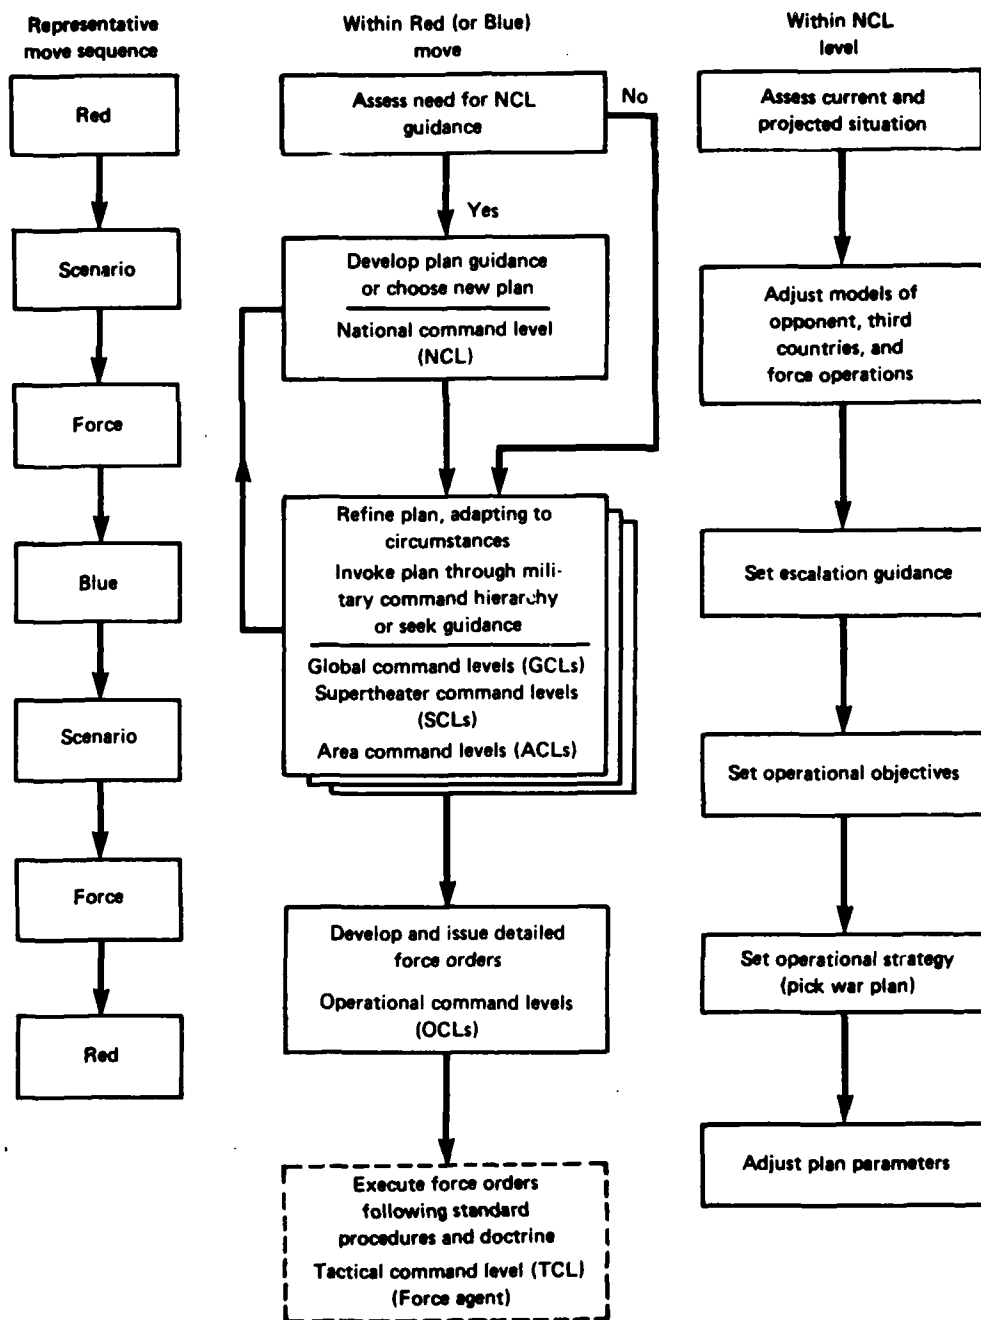 Representative
move sequence
Red
Scenario
Force
Blue
Scenario
Force
Red
Within Red (or Blue)
move
Assess need for NCL
guidance
No
Yes
Develop plan guidance
or choose new plan
National command level
(NCL)
Refine plan, adapting to
circumstances
Invoke plan through mili-
tary command hierarchy
or seek guidance
Global command levels (GCLs)
Supertheater command levels
(SCLs)
Area command levels (ACLs)
Develop and issue detailed
force orders
Operational command levels
(OCLs)
Execute force orders
following standard
procedures and doctrine
Tactical command level (TCL)
(Force agent)
Within NCL
level
Assess current and
projected situation
Adjust models of
opponent, third
countries, and
force operations
Set escalation guidance
Set operational objectives
Set operational strategy
(pick war plan)
Adjust plan parameters